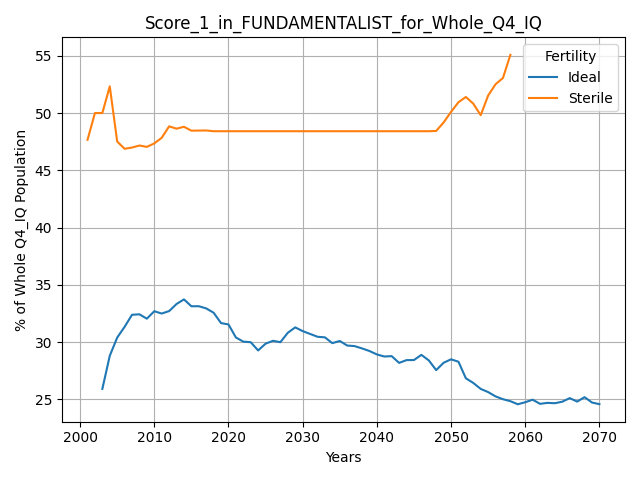 Score_1_in_FUNDAMENTALIST_for_Whole_Q4_IQ
Fertility
Ideal
Sterile
% of Whole Q4_IQ Population
55
50
45
40
35
30
25
2000 2010 2020 2030 2040 2050 2060 2070
Years